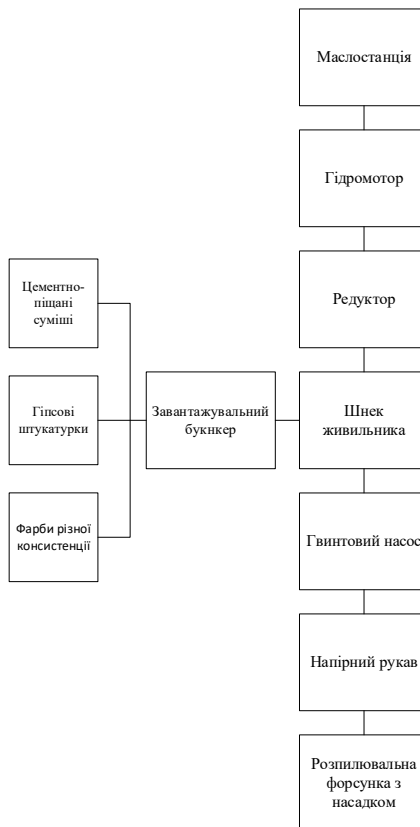 Маслостанція
Гідромотор
Редуктор
Цементно-
піщані
суміші
Гіпсові
штукатурки
Фарби різної
консистенції
Завантажувальний
букнкер
Шнек
живильника
Гвинтовий насос
Напірний рукав
Розпилювальна
форсунка з
насадком